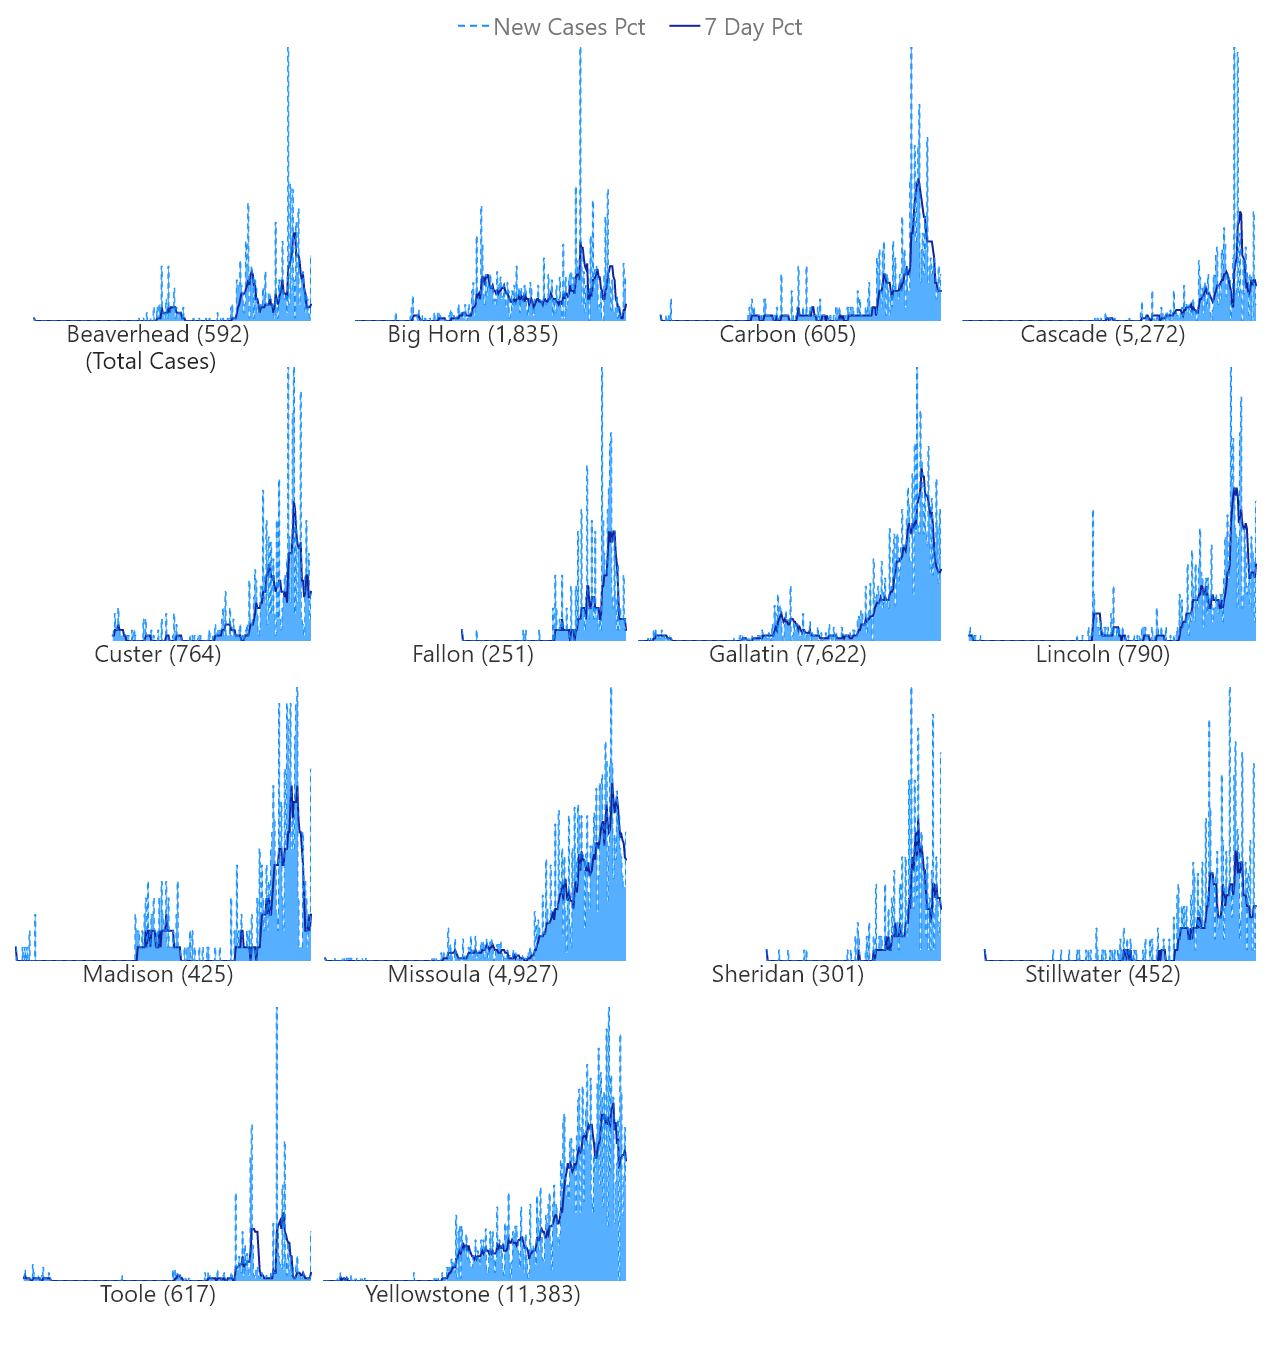 New Cases Pct 7 Day Pct
Beaverhead (592) Big Horn (1,835) Carbon (605) Cascade (5,272)
(Total Cases)
Custer (764) Fallon (251) Gallatin (7,622) Lincoln (790)
Madison (425) Missoula (4,927) Sheridan (301) Stillwater (452)
Toole (617) Yellowstone (11,383)